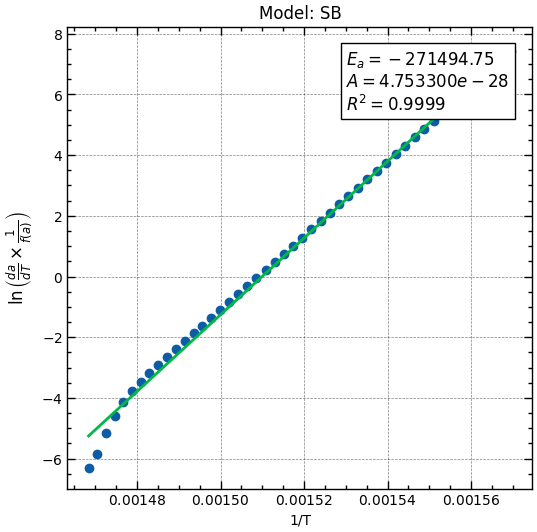 Model: SB
E_a = −271494.75
A = 4.753300e − 28
R² = 0.9999
8
6
4
2
0
−2
−4
−6
ln (da/dT × 1/f(a))
0.00148 0.00150 0.00152 0.00154 0.00156
1/T